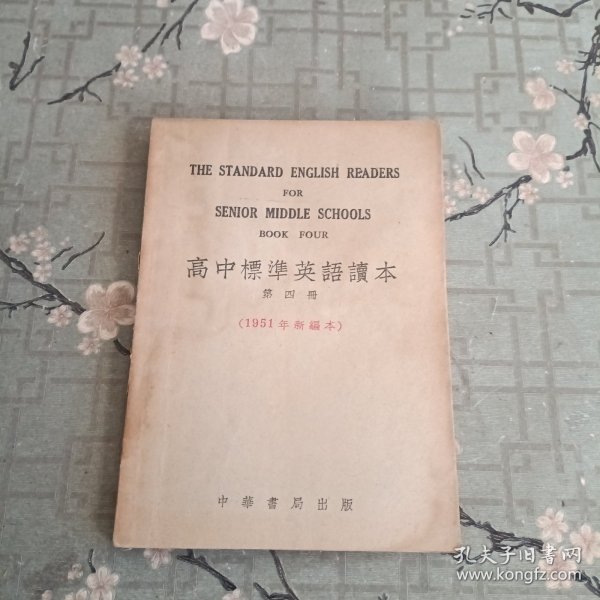 THE STANDARD ENGLISH READERS
FOR
SENIOR MIDDLE SCHOOLS
BOOK FOUR
高中標準英語讀本
第四冊
(1951年新編本)
中華書局出版
孔夫子旧书网
www.kongfz.com